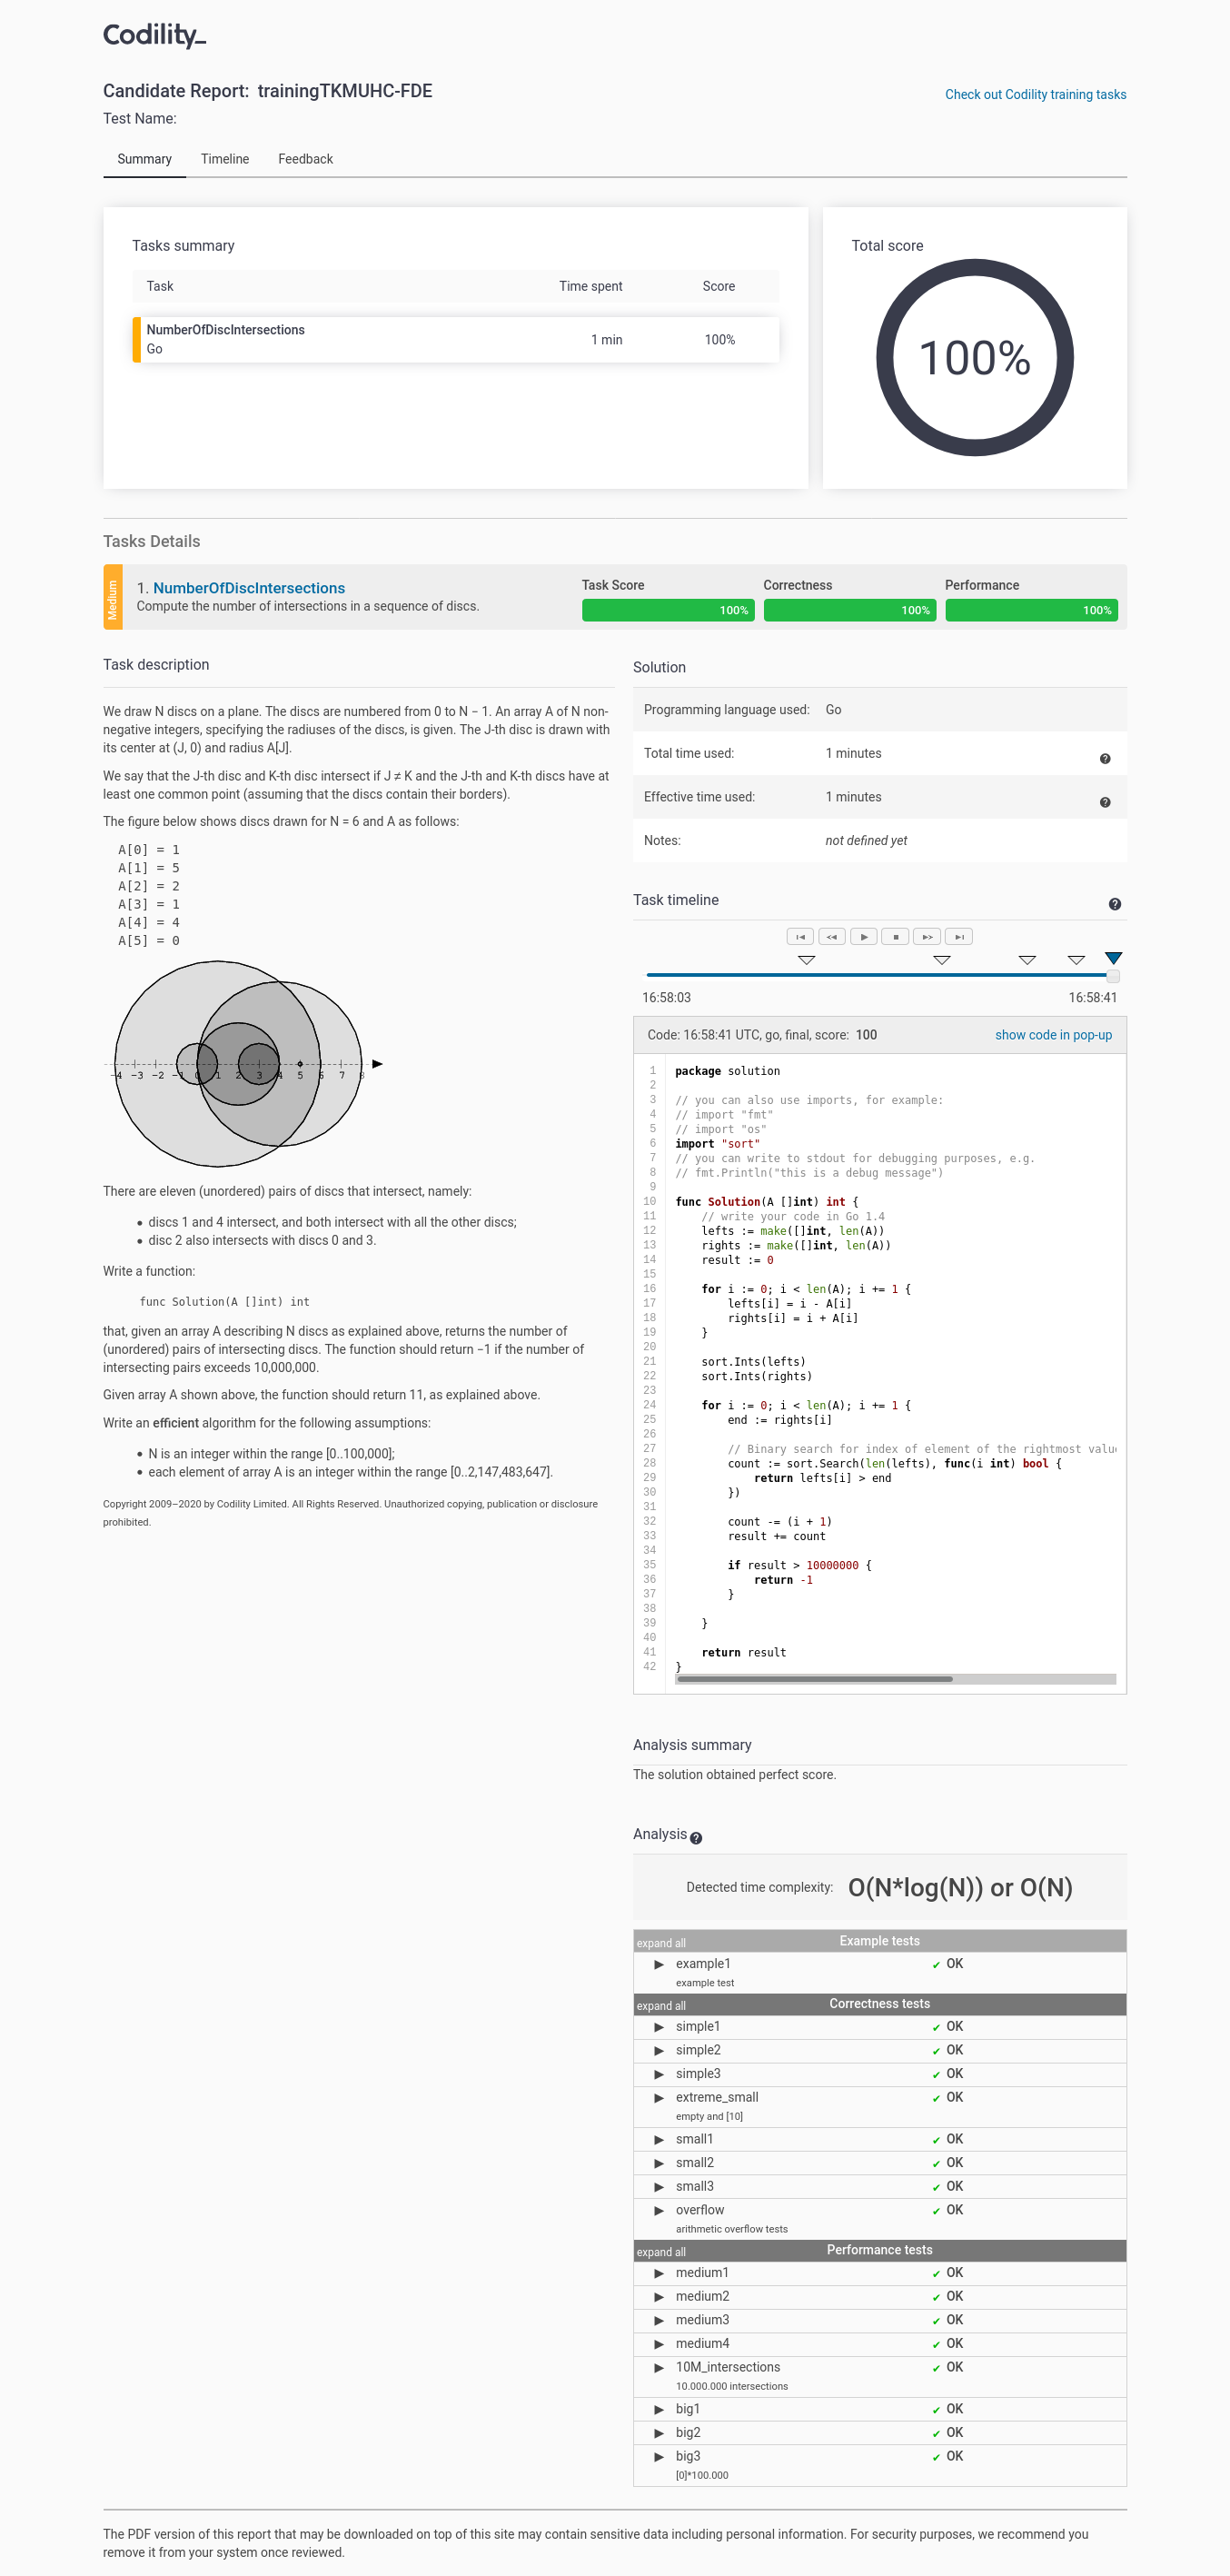 Codility_
Candidate Report: trainingTKMUHC-FDE
Check out Codility training tasks
Test Name:
Summary Timeline Feedback
Tasks summary
Task Time spent Score
NumberOfDiscIntersections
Go
1 min 100%
Total score
100%
Tasks Details
Medium
1. NumberOfDiscIntersections
Compute the number of intersections in a sequence of discs.
Task Score Correctness Performance
100% 100% 100%
Task description
We draw N discs on a plane. The discs are numbered from 0 to N − 1. An array A of N non-
negative integers, specifying the radiuses of the discs, is given. The J-th disc is drawn with
its center at (J, 0) and radius A[J].
We say that the J-th disc and K-th disc intersect if J ≠ K and the J-th and K-th discs have at
least one common point (assuming that the discs contain their borders).
The figure below shows discs drawn for N = 6 and A as follows:
A[0] = 1
A[1] = 5
A[2] = 2
A[3] = 1
A[4] = 4
A[5] = 0
-4 -3 -2 -1 0 1 2 3 4 5 6 7 8
There are eleven (unordered) pairs of discs that intersect, namely:
• discs 1 and 4 intersect, and both intersect with all the other discs;
• disc 2 also intersects with discs 0 and 3.
Write a function:
func Solution(A []int) int
that, given an array A describing N discs as explained above, returns the number of
(unordered) pairs of intersecting discs. The function should return −1 if the number of
intersecting pairs exceeds 10,000,000.
Given array A shown above, the function should return 11, as explained above.
Write an efficient algorithm for the following assumptions:
• N is an integer within the range [0..100,000];
• each element of array A is an integer within the range [0..2,147,483,647].
Copyright 2009–2020 by Codility Limited. All Rights Reserved. Unauthorized copying, publication or disclosure
prohibited.
Solution
Programming language used: Go
Total time used: 1 minutes
Effective time used: 1 minutes
Notes: not defined yet
Task timeline
16:58:03 16:58:41
Code: 16:58:41 UTC, go, final, score: 100
show code in pop-up
1 package solution
2
3 // you can also use imports, for example:
4 // import "fmt"
5 // import "os"
6 import "sort"
7 // you can write to stdout for debugging purposes, e.g.
8 // fmt.Println("this is a debug message")
9
10 func Solution(A []int) int {
11 // write your code in Go 1.4
12 lefts := make([]int, len(A))
13 rights := make([]int, len(A))
14 result := 0
15
16 for i := 0; i < len(A); i += 1 {
17 lefts[i] = i - A[i]
18 rights[i] = i + A[i]
19 }
20
21 sort.Ints(lefts)
22 sort.Ints(rights)
23
24 for i := 0; i < len(A); i += 1 {
25 end := rights[i]
26
27 // Binary search for index of element of the rightmost value
28 count := sort.Search(len(lefts), func(i int) bool {
29 return lefts[i] > end
30 })
31
32 count -= (i + 1)
33 result += count
34
35 if result > 10000000 {
36 return -1
37 }
38
39 }
40
41 return result
42 }
Analysis summary
The solution obtained perfect score.
Analysis
Detected time complexity: O(N*log(N)) or O(N)
expand all Example tests
▶ example1 ✔ OK
example test
expand all Correctness tests
▶ simple1 ✔ OK
▶ simple2 ✔ OK
▶ simple3 ✔ OK
▶ extreme_small ✔ OK
empty and [10]
▶ small1 ✔ OK
▶ small2 ✔ OK
▶ small3 ✔ OK
▶ overflow ✔ OK
arithmetic overflow tests
expand all Performance tests
▶ medium1 ✔ OK
▶ medium2 ✔ OK
▶ medium3 ✔ OK
▶ medium4 ✔ OK
▶ 10M_intersections ✔ OK
10.000.000 intersections
▶ big1 ✔ OK
▶ big2 ✔ OK
▶ big3 ✔ OK
[0]*100.000
The PDF version of this report that may be downloaded on top of this site may contain sensitive data including personal information. For security purposes, we recommend you
remove it from your system once reviewed.